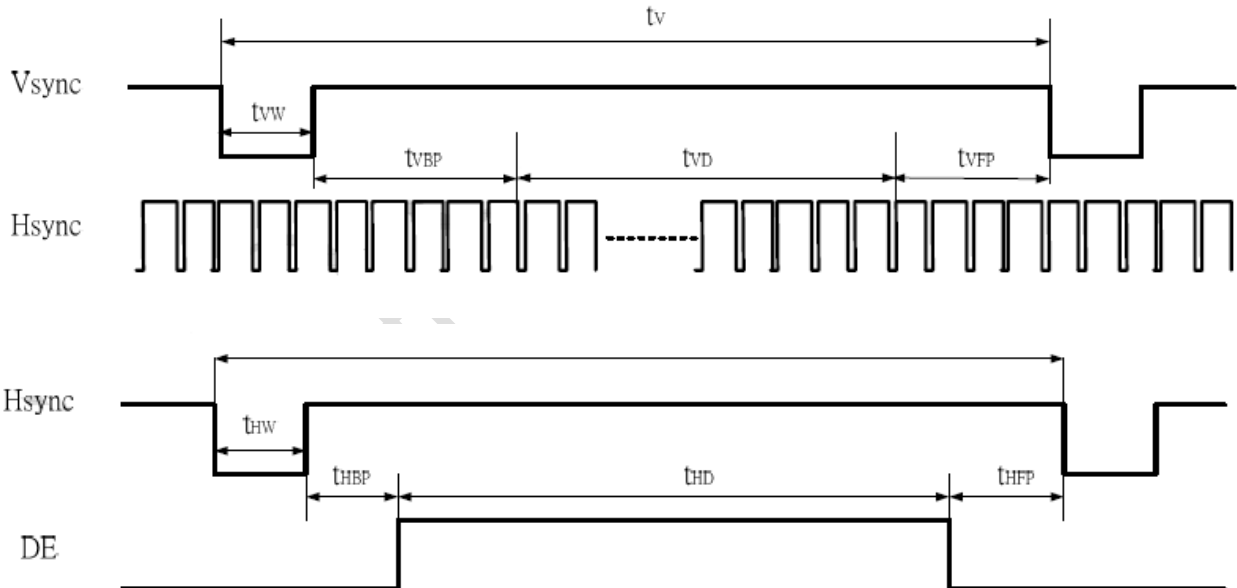 tV
Vsync
tVW
tVBP
tVD
tVFP
Hsync
Hsync
tHW
tHBP
tHD
tHFP
DE